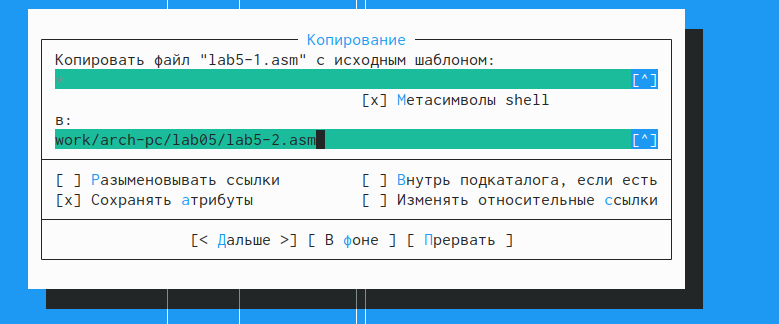 Копирование
Копировать файл "lab5-1.asm" с исходным шаблоном:
* [^]
[x] Метасимволы shell
в:
work/arch-pc/lab05/lab5-2.asm [^]
[ ] Разыменовывать ссылки [ ] Внутрь подкаталога, если есть
[x] Сохранять атрибуты [ ] Изменять относительные ссылки
[< Дальше >] [ В фоне ] [ Прервать ]